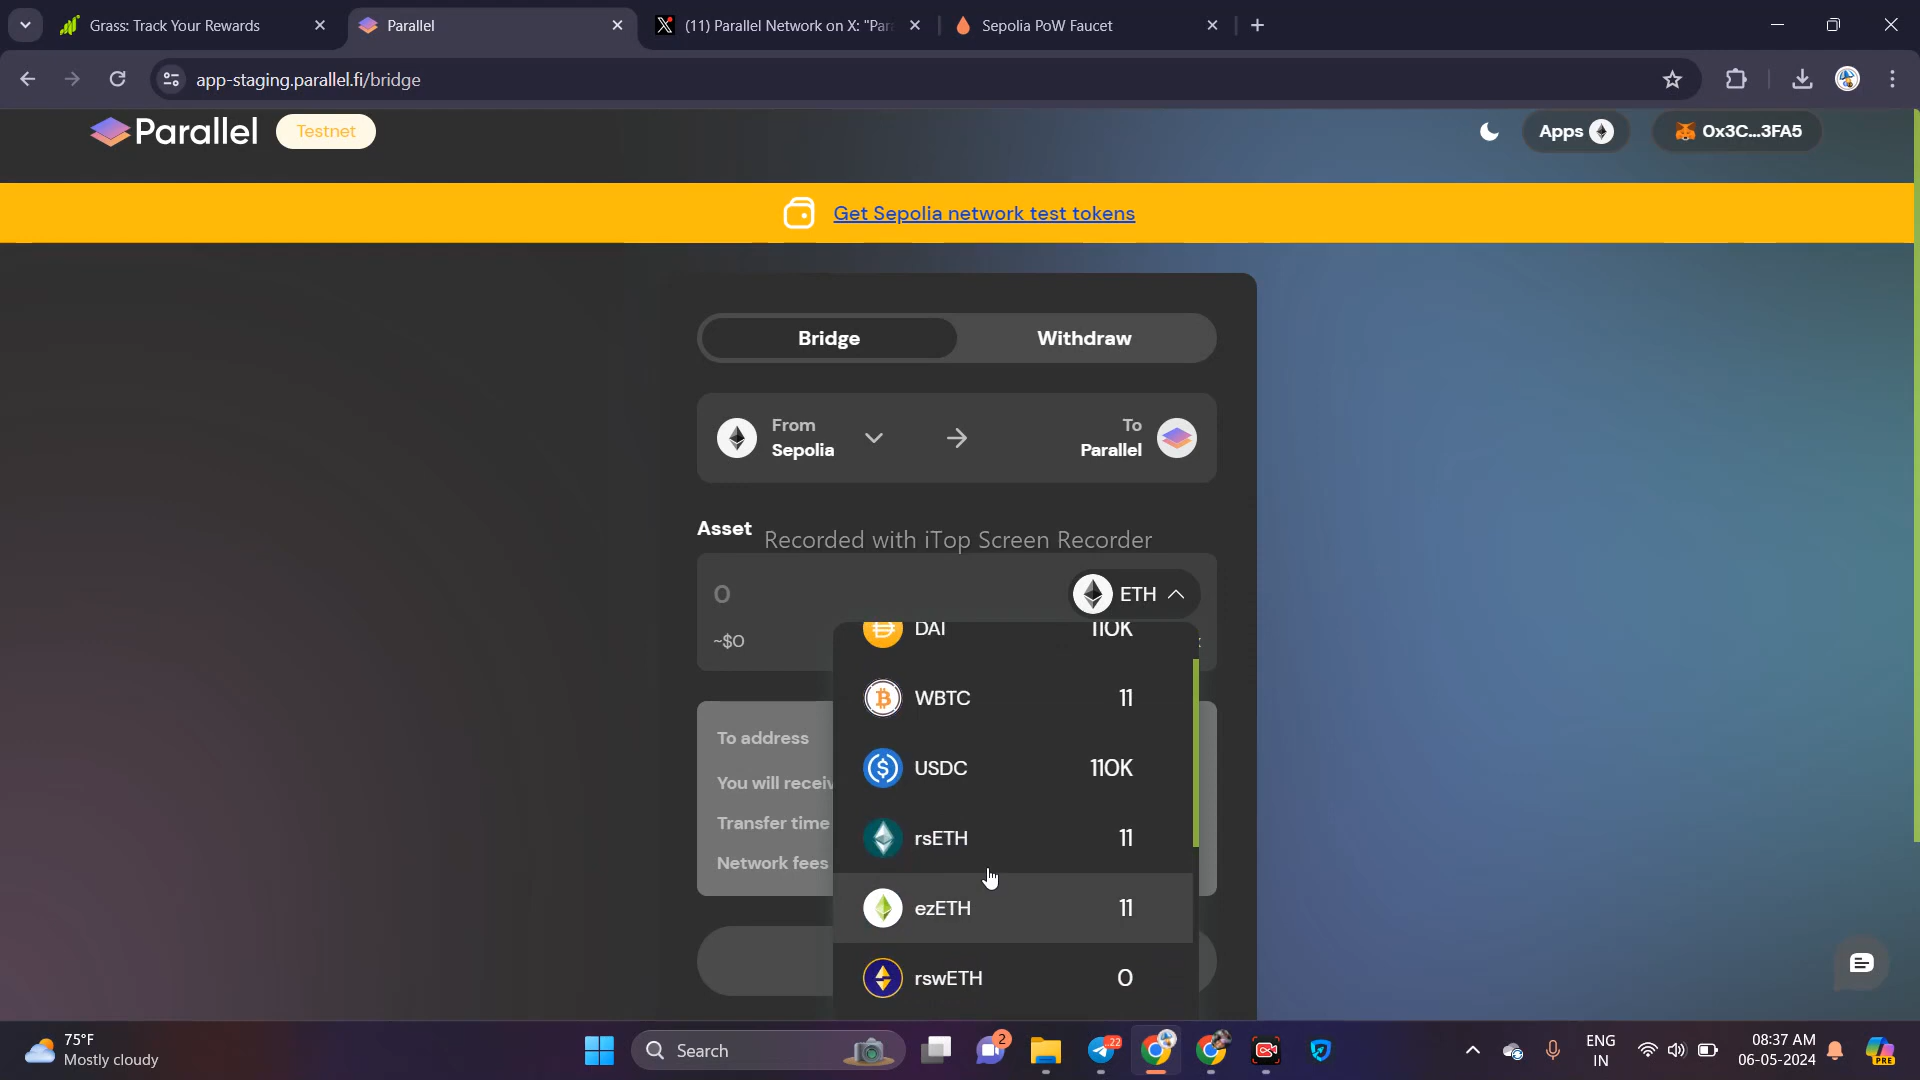 Grass: Track Your Rewards
Parallel
(11) Parallel Network on X: "Par
Sepolia PoW Faucet
app-staging.parallel.fi/bridge
Parallel
Testnet
Apps
0x3C...3FA5
Get Sepolia network test tokens
Bridge
Withdraw
From
Sepolia
To
Parallel
Asset
Recorded with iTop Screen Recorder
0
ETH
~$0
DAI 110K
WBTC 11
To address
USDC 110K
You will receiv
Transfer time
rsETH 11
Network fees
ezETH 11
rswETH 0
75°F
Mostly cloudy
Search
2
22
PRE
ENG
IN
08:37 AM
06-05-2024